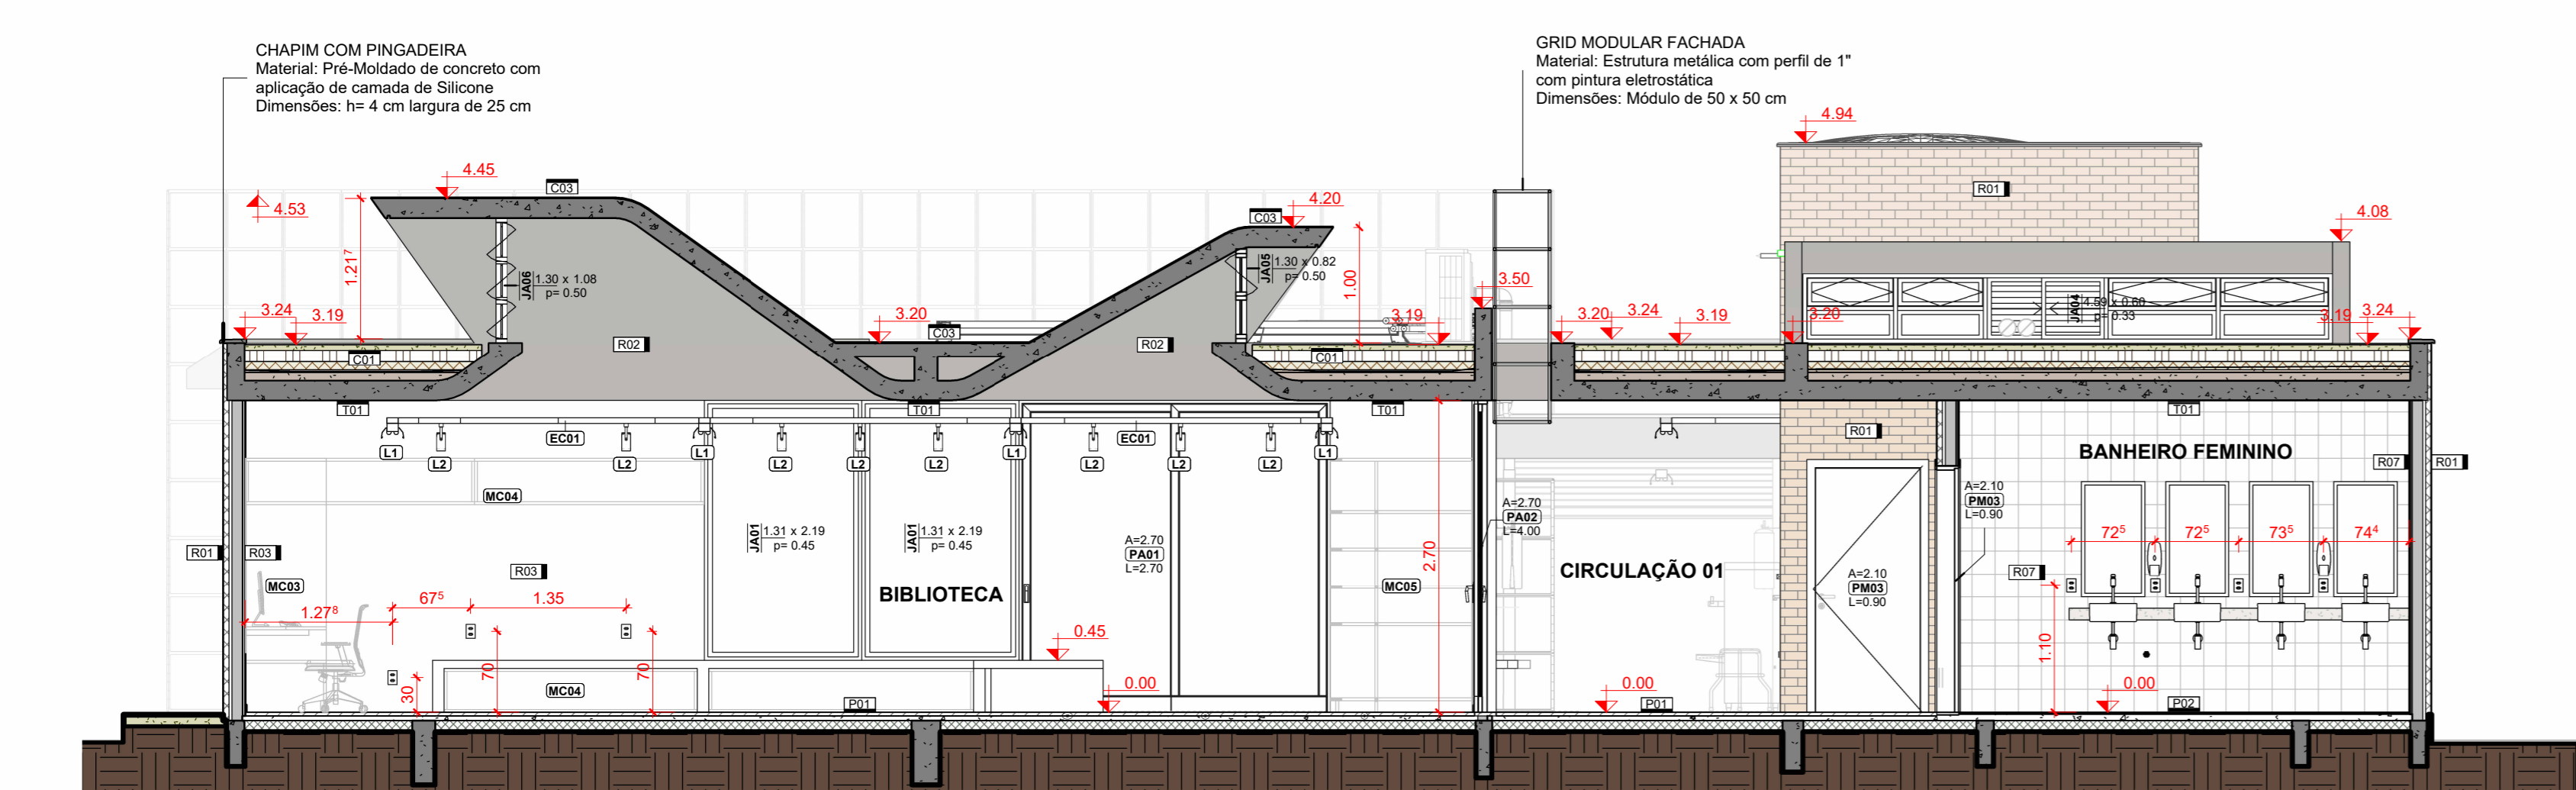 CHAPIM COM PINGADEIRA
Material: Pré-Moldado de concreto com
aplicação de camada de Silicone
Dimensões: h= 4 cm largura de 25 cm
GRID MODULAR FACHADA
Material: Estrutura metálica com perfil de 1"
com pintura eletrostática
Dimensões: Módulo de 50 x 50 cm
4.94
4.45
C03
4.53
4.20
C03
R01
4.08
1.21⁷
JA06
1.30 x 1.08
p= 0.50
JA05
1.30 x 0.82
p= 0.50
1.00
3.50
3.24
3.19
3.20
C03
3.19
3.20
3.24
3.19
3.20
JA04
4.59 x 0.60
p= 0.33
3.19
3.24
C01
R02
R02
C01
T01
T01
T01
T01
EC01
EC01
R01
L1
L2
L2
L1
L2
L2
L2
L1
L2
L2
L2
L1
BANHEIRO FEMININO
R07
R01
MC04
A=2.10
PM03
L=0.90
A=2.70
PA02
L=4.00
JA01
1.31 x 2.19
p= 0.45
JA01
1.31 x 2.19
p= 0.45
A=2.70
PA01
L=2.70
72⁵
72⁵
73⁵
74⁴
R01
R03
R03
2.70
CIRCULAÇÃO 01
A=2.10
PM03
L=0.90
R07
MC03
BIBLIOTECA
MC05
1.27⁸
67⁵
1.35
0.45
1.10
30
70
70
MC04
0.00
0.00
0.00
P01
P01
P02